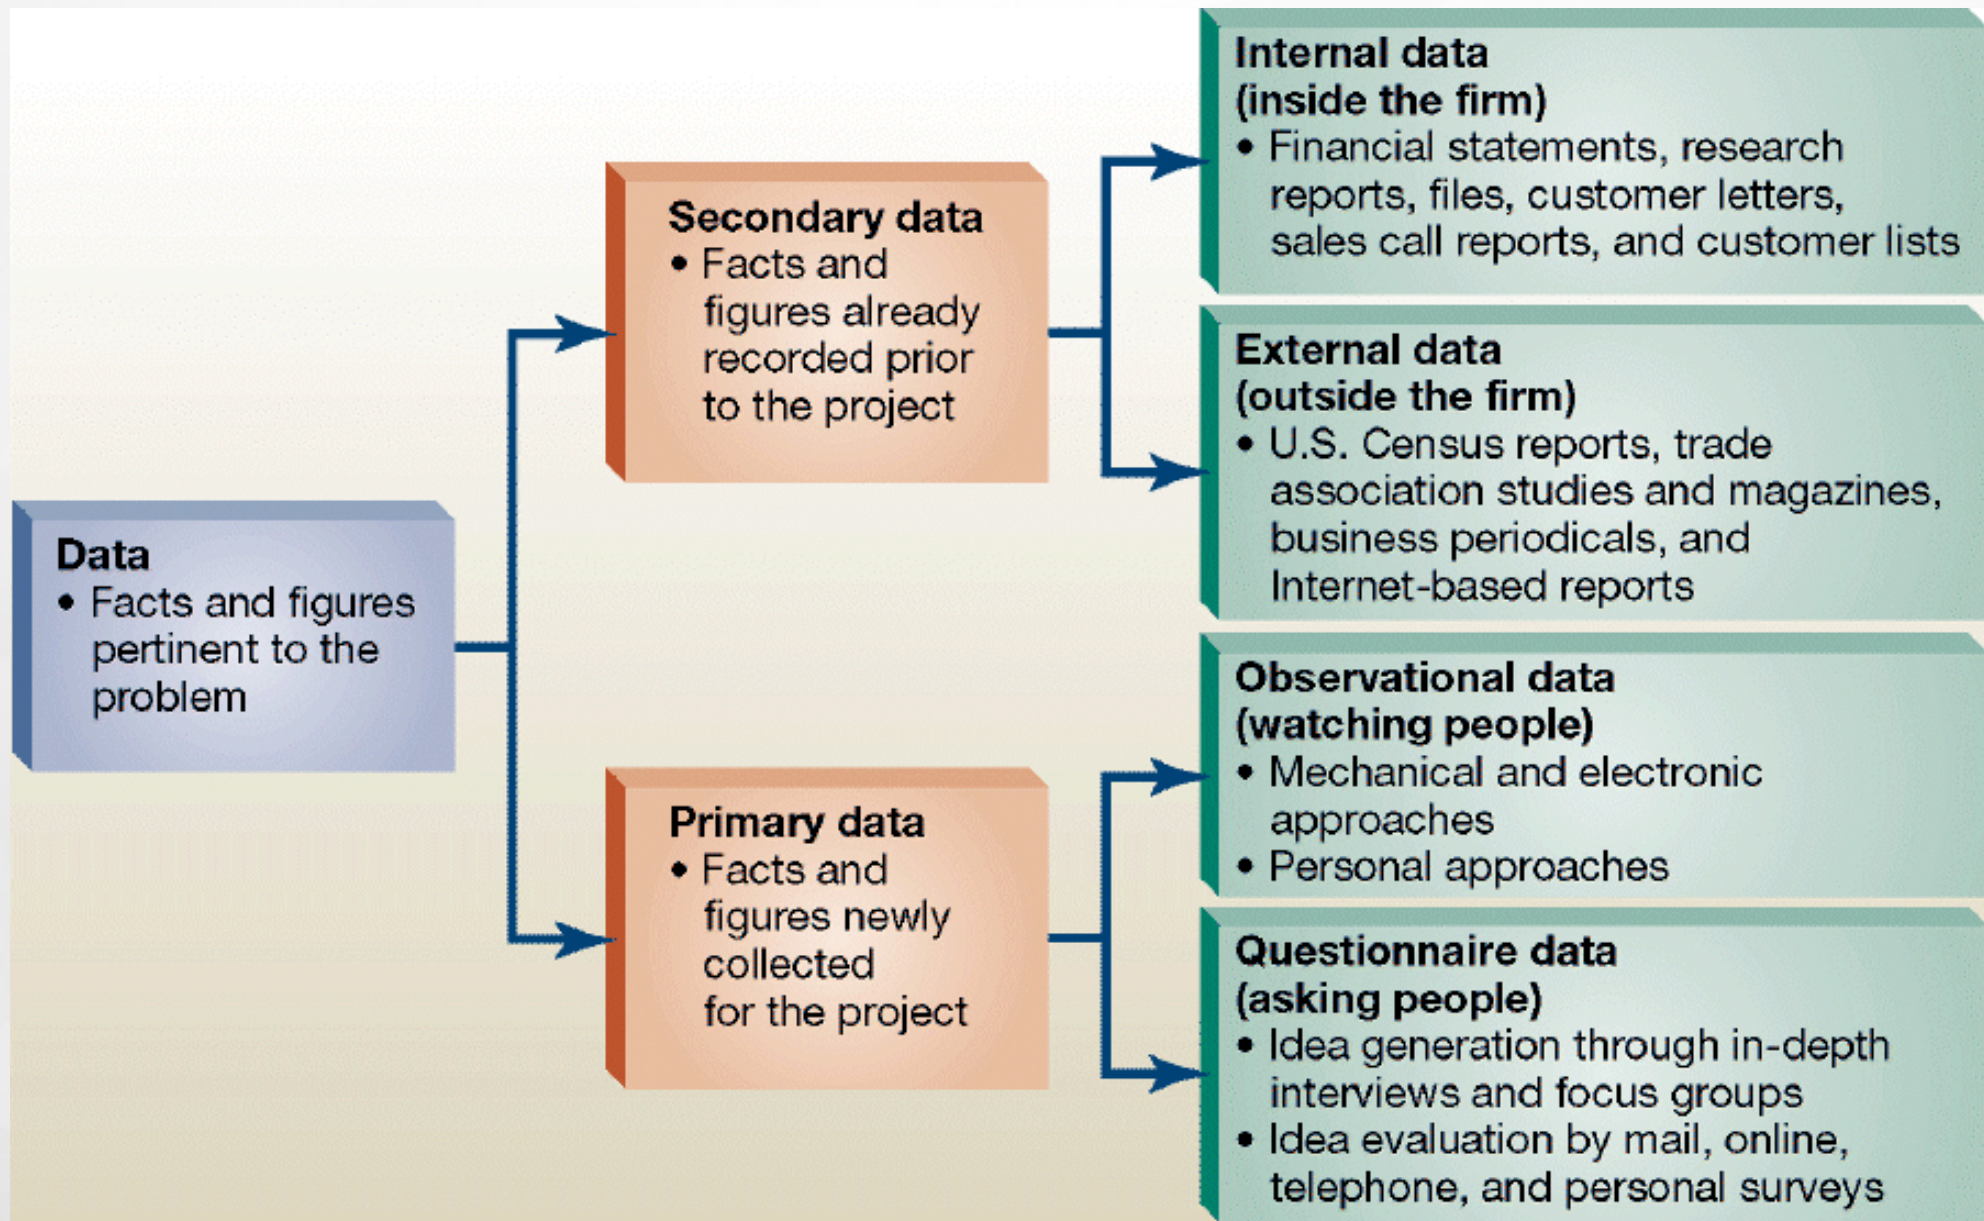 Data
• Facts and figures
pertinent to the
problem
Secondary data
• Facts and
figures already
recorded prior
to the project
Primary data
• Facts and
figures newly
collected
for the project
Internal data
(inside the firm)
• Financial statements, research
reports, files, customer letters,
sales call reports, and customer lists
External data
(outside the firm)
• U.S. Census reports, trade
association studies and magazines,
business periodicals, and
Internet-based reports
Observational data
(watching people)
• Mechanical and electronic
approaches
• Personal approaches
Questionnaire data
(asking people)
• Idea generation through in-depth
interviews and focus groups
• Idea evaluation by mail, online,
telephone, and personal surveys